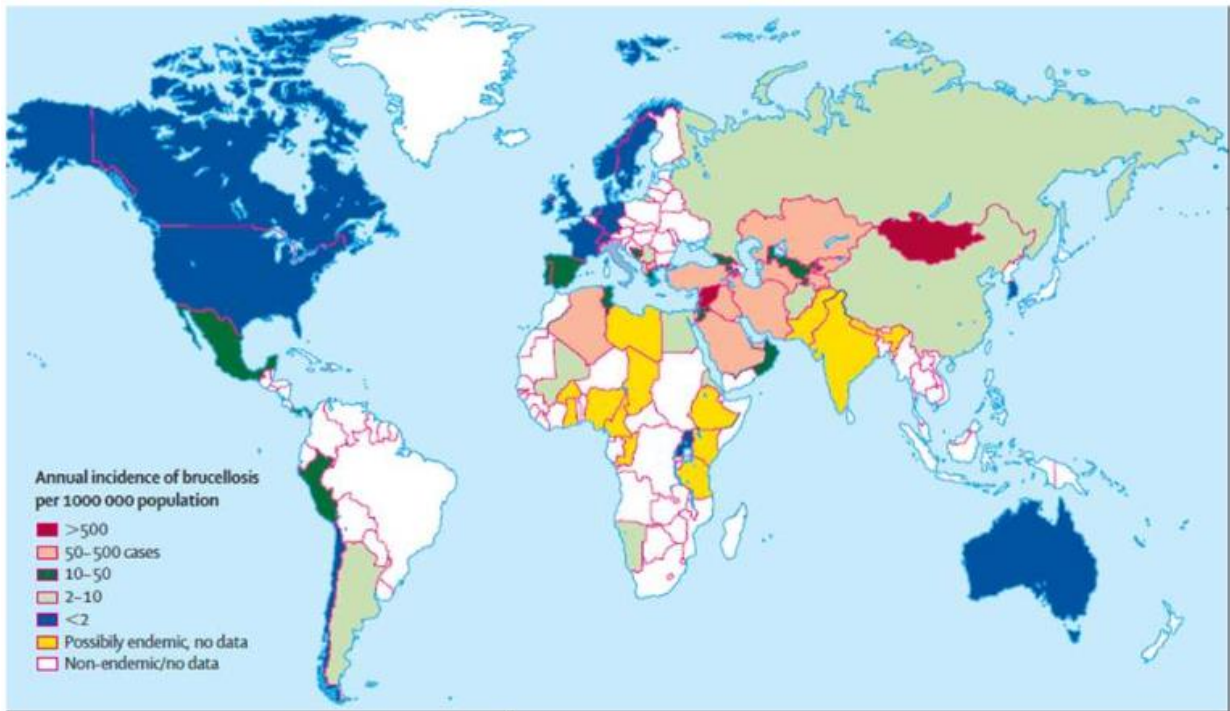 Annual incidence of brucellosis
per 1000 000 population
>500
50–500 cases
10–50
2–10
<2
Possibily endemic, no data
Non-endemic/no data